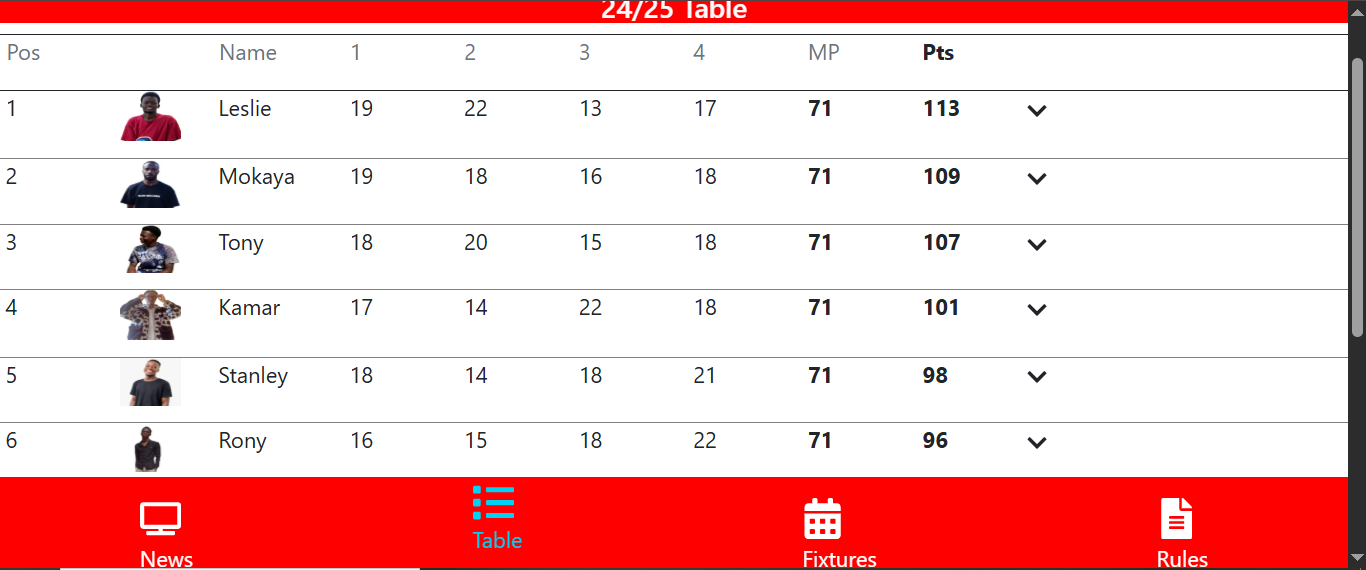 24/25 Table
Pos Name 1 2 3 4 MP Pts
1 Leslie 19 22 13 17 71 113
2 Mokaya 19 18 16 18 71 109
3 Tony 18 20 15 18 71 107
4 Kamar 17 14 22 18 71 101
5 Stanley 18 14 18 21 71 98
6 Rony 16 15 18 22 71 96
News Table Fixtures Rules